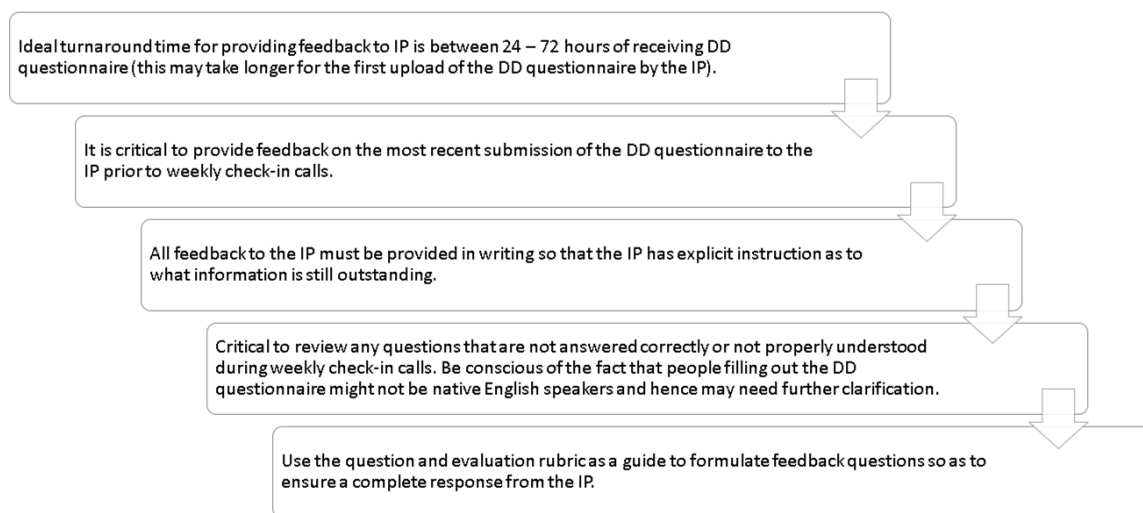 Ideal turnaround time for providing feedback to IP is between 24 – 72 hours of receiving DD
questionnaire (this may take longer for the first upload of the DD questionnaire by the IP).
It is critical to provide feedback on the most recent submission of the DD questionnaire to the
IP prior to weekly check-in calls.
All feedback to the IP must be provided in writing so that the IP has explicit instruction as to
what information is still outstanding.
Critical to review any questions that are not answered correctly or not properly understood
during weekly check-in calls. Be conscious of the fact that people filling out the DD
questionnaire might not be native English speakers and hence may need further clarification.
Use the question and evaluation rubric as a guide to formulate feedback questions so as to
ensure a complete response from the IP.